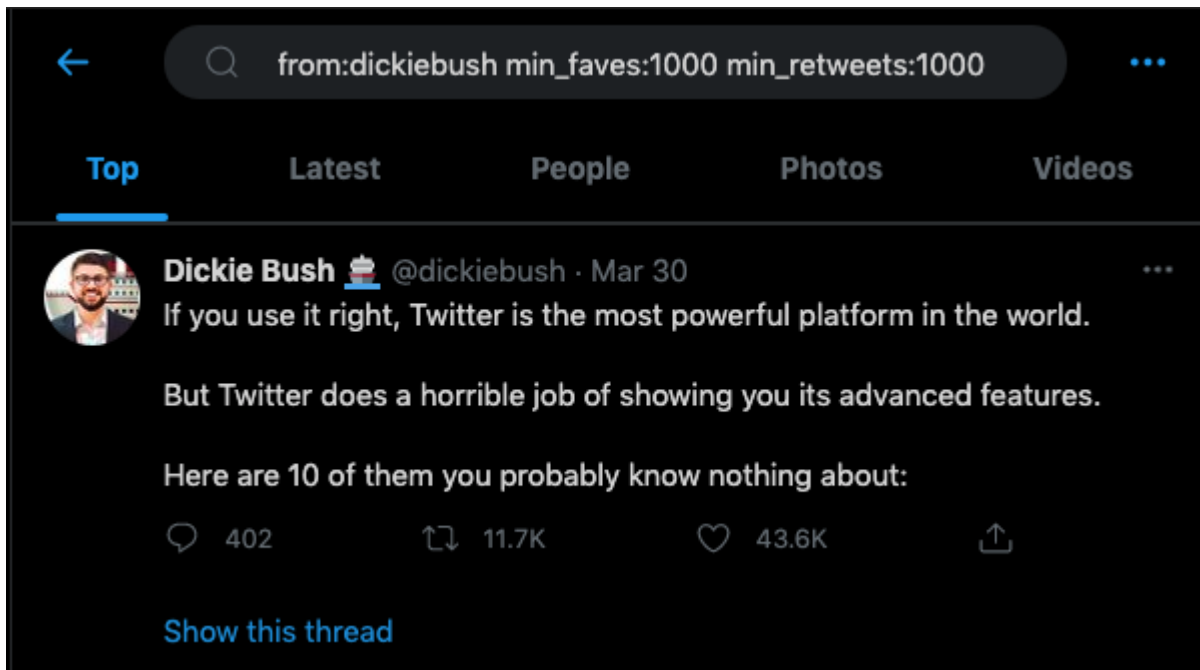 from:dickiebush min_faves:1000 min_retweets:1000
Top Latest People Photos Videos
Dickie Bush 🚢 @dickiebush · Mar 30
If you use it right, Twitter is the most powerful platform in the world.
But Twitter does a horrible job of showing you its advanced features.
Here are 10 of them you probably know nothing about:
402 11.7K 43.6K
Show this thread